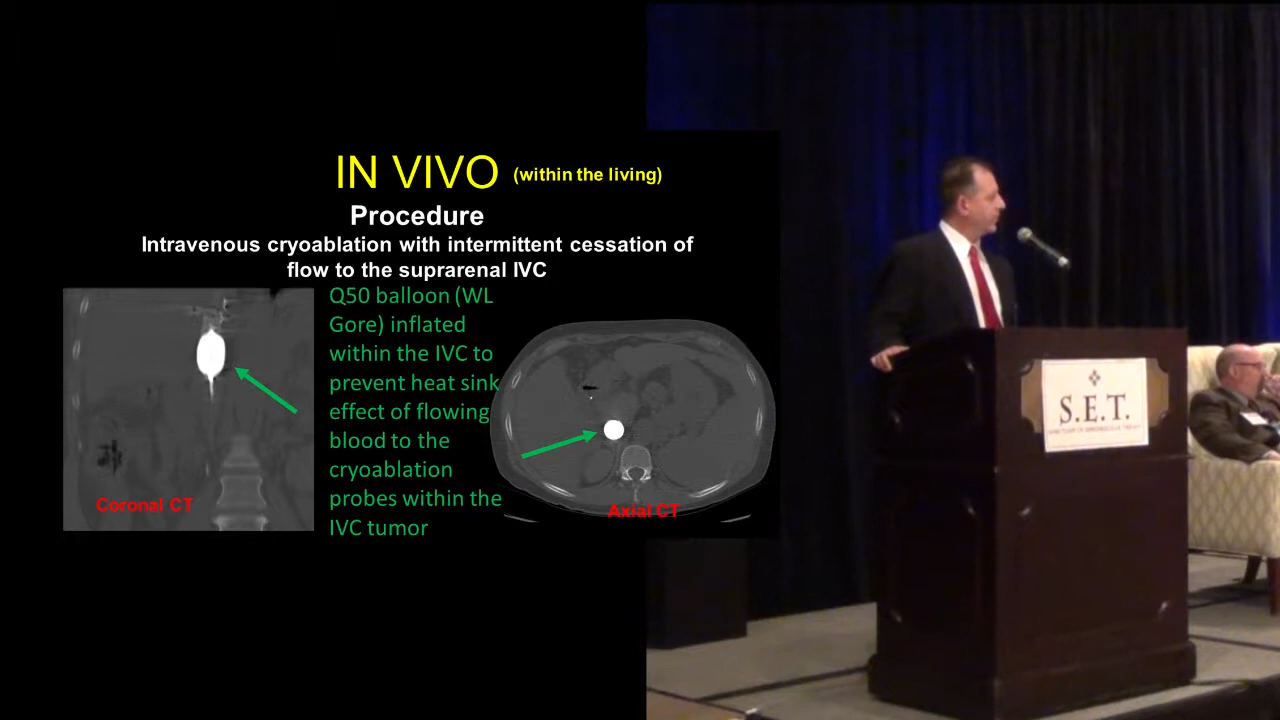 IN VIVO (within the living)
Procedure
Intravenous cryoablation with intermittent cessation of
flow to the suprarenal IVC
Q50 balloon (WL
Gore) inflated
within the IVC to
prevent heat sink
effect of flowing
blood to the
cryoablation
probes within the
IVC tumor
Coronal CT
Axial CT
S.E.T.